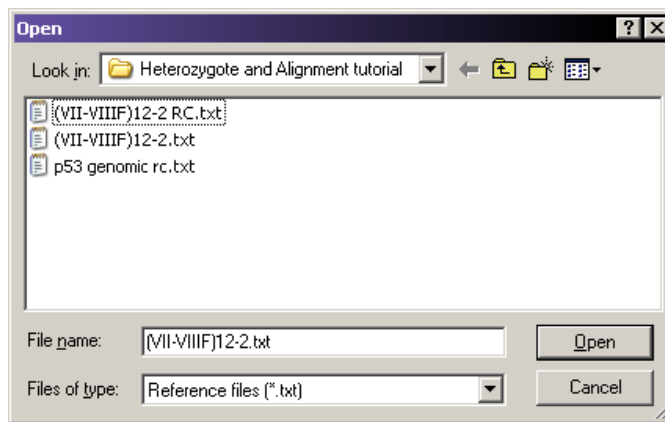 Open
Look in: Heterozygote and Alignment tutorial
(VII-VIIIF)12-2 RC.txt
(VII-VIIIF)12-2.txt
p53 genomic rc.txt
File name: (VII-VIIIF)12-2.txt Open
Files of type: Reference files (*.txt) Cancel